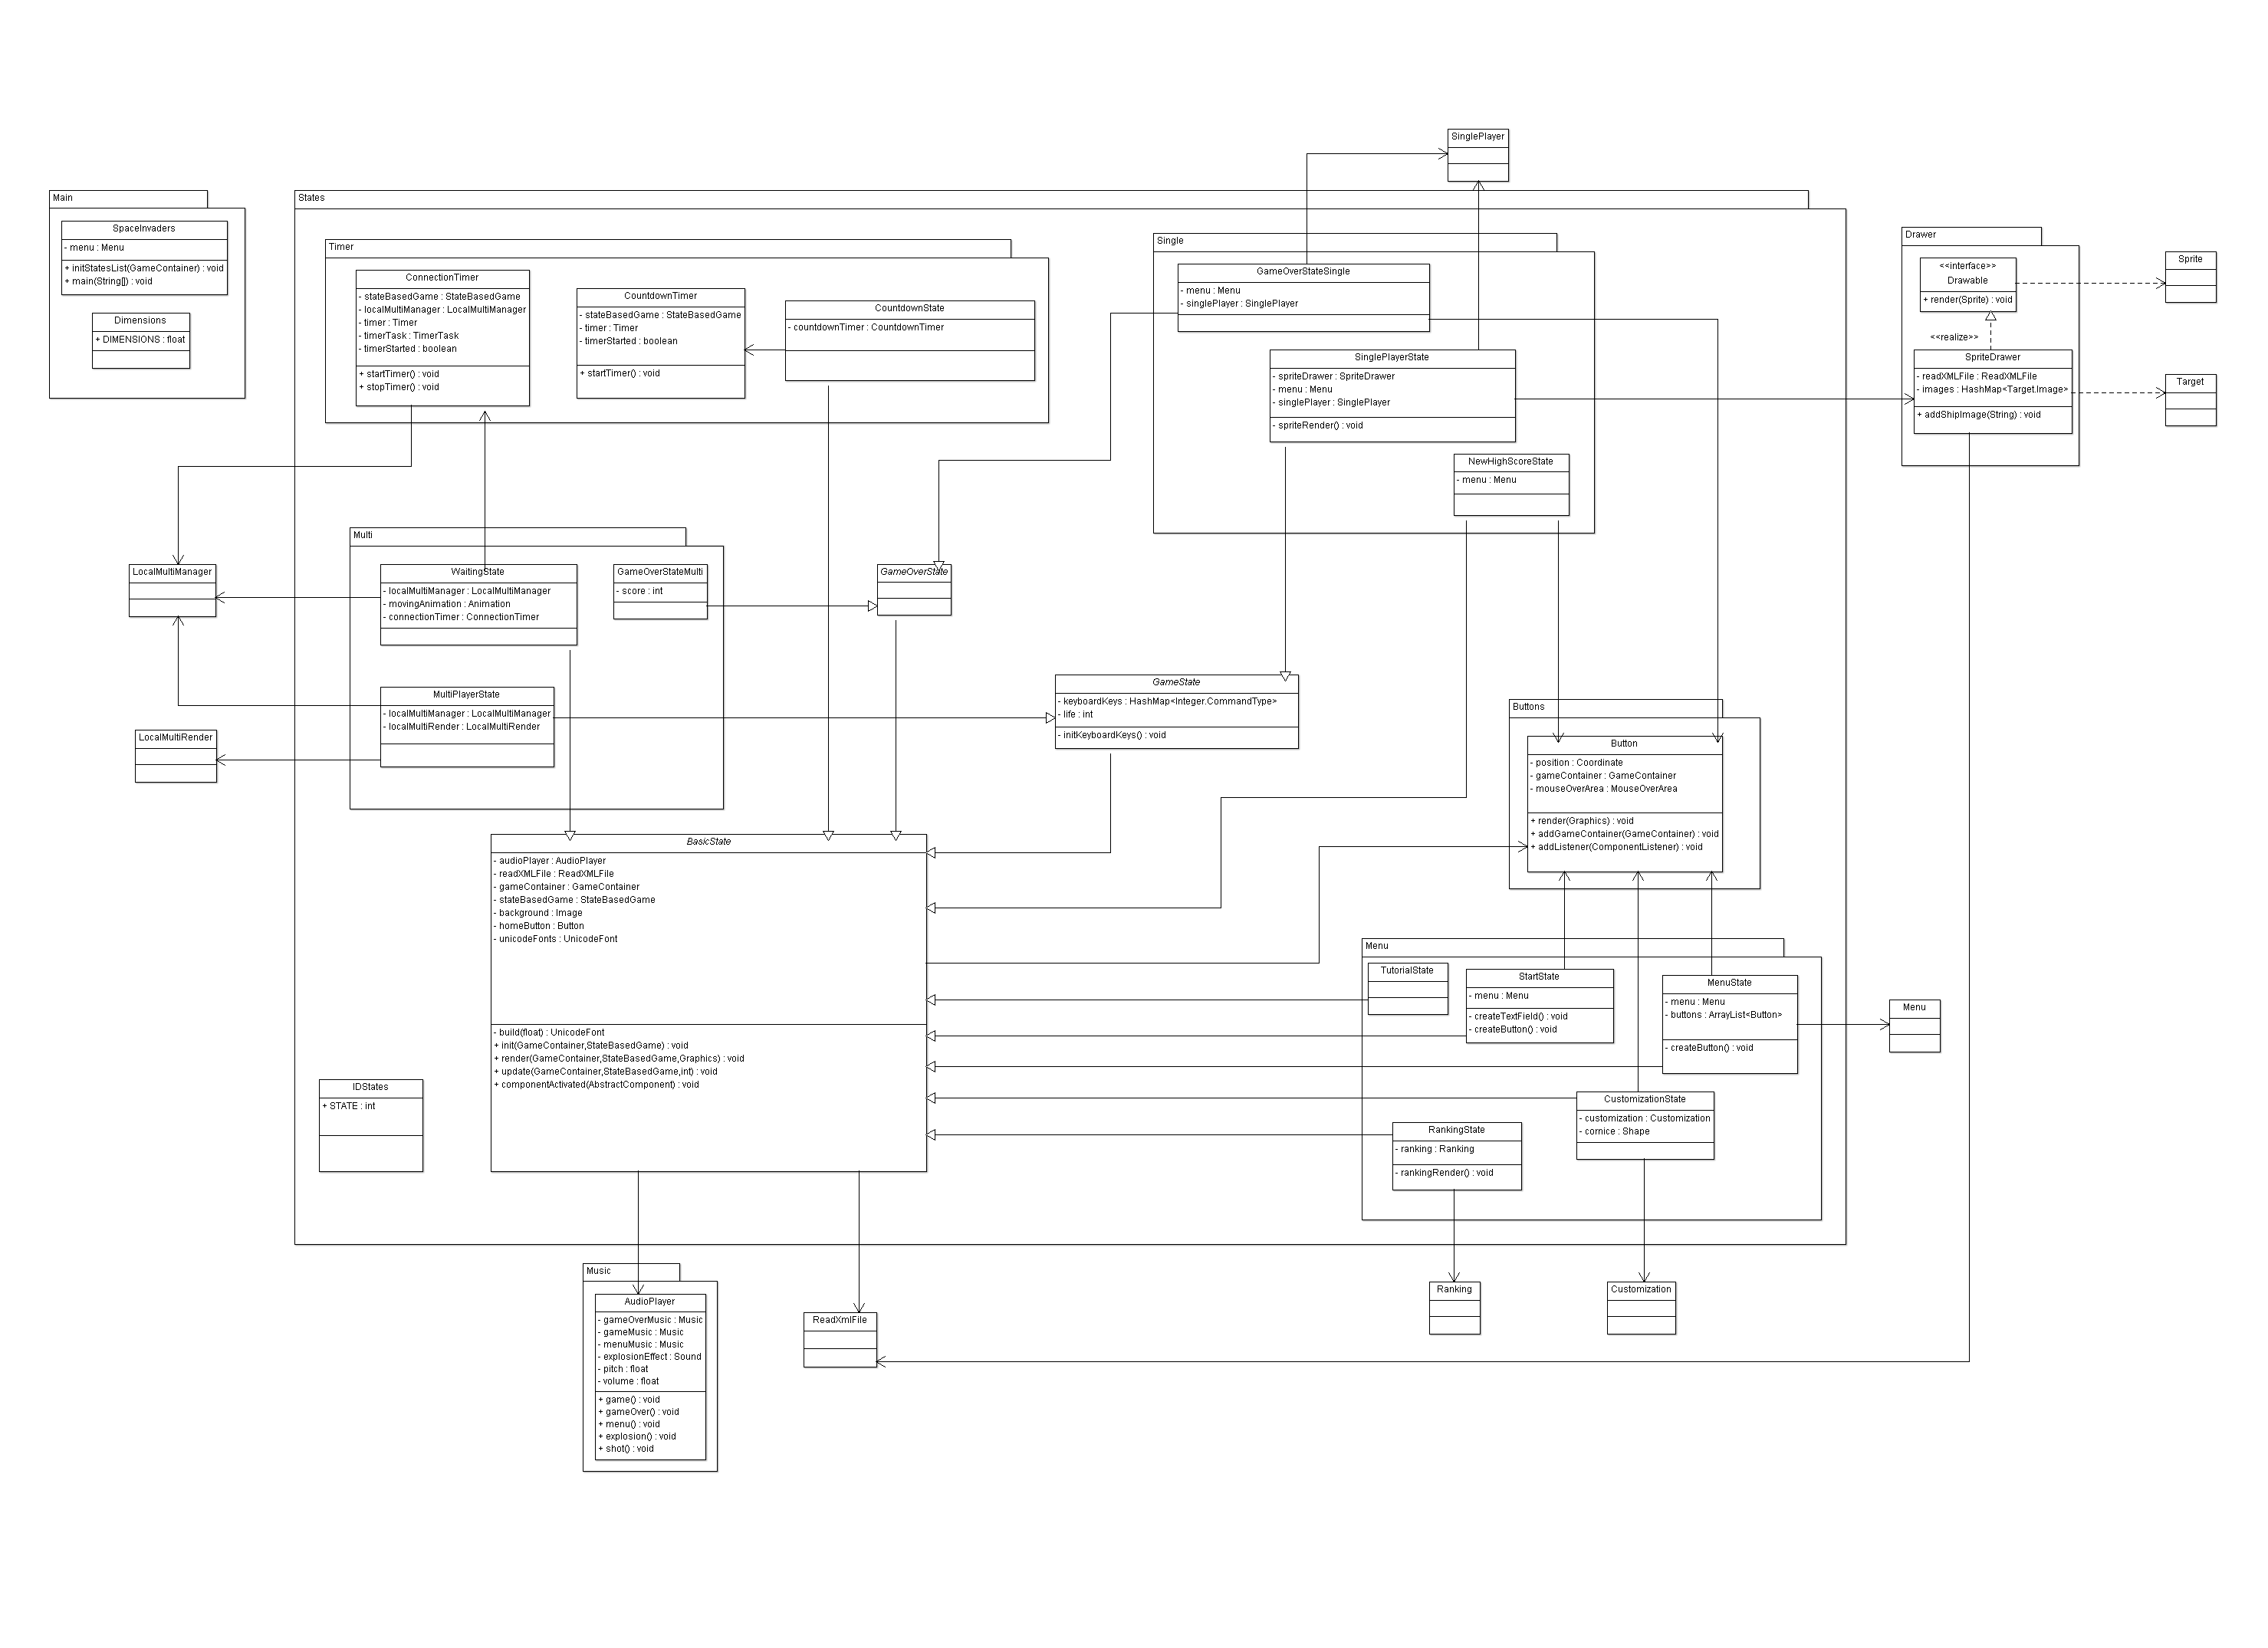 SinglePlayer
Main
SpaceInvaders
- menu : Menu
+ initStatesList(GameContainer) : void
+ main(String[]) : void
Dimensions
+ DIMENSIONS : float
States
Timer
ConnectionTimer
- stateBasedGame : StateBasedGame
- localMultiManager : LocalMultiManager
- timer : Timer
- timerTask : TimerTask
- timerStarted : boolean
+ startTimer() : void
+ stopTimer() : void
CountdownTimer
- stateBasedGame : StateBasedGame
- timer : Timer
- timerStarted : boolean
+ startTimer() : void
CountdownState
- countdownTimer : CountdownTimer
Single
GameOverStateSingle
- menu : Menu
- singlePlayer : SinglePlayer
SinglePlayerState
- spriteDrawer : SpriteDrawer
- menu : Menu
- singlePlayer : SinglePlayer
- spriteRender() : void
NewHighScoreState
- menu : Menu
Drawer
<<interface>>
Drawable
+ render(Sprite) : void
<<realize>>
SpriteDrawer
- readXMLFile : ReadXMLFile
- images : HashMap<Target.Image>
+ addShipImage(String) : void
Sprite
Target
LocalMultiManager
LocalMultiRender
Multi
WaitingState
- localMultiManager : LocalMultiManager
- movingAnimation : Animation
- connectionTimer : ConnectionTimer
GameOverStateMulti
- score : int
MultiPlayerState
- localMultiManager : LocalMultiManager
- localMultiRender : LocalMultiRender
GameOverState
GameState
- keyboardKeys : HashMap<Integer.CommandType>
- life : int
- initKeyboardKeys() : void
Buttons
Button
- position : Coordinate
- gameContainer : GameContainer
- mouseOverArea : MouseOverArea
+ render(Graphics) : void
+ addGameContainer(GameContainer) : void
+ addListener(ComponentListener) : void
BasicState
- audioPlayer : AudioPlayer
- readXMLFile : ReadXMLFile
- gameContainer : GameContainer
- stateBasedGame : StateBasedGame
- background : Image
- homeButton : Button
- unicodeFonts : UnicodeFont
- build(float) : UnicodeFont
+ init(GameContainer,StateBasedGame) : void
+ render(GameContainer,StateBasedGame,Graphics) : void
+ update(GameContainer,StateBasedGame,int) : void
+ componentActivated(AbstractComponent) : void
IDStates
+ STATE : int
Menu
TutorialState
StartState
- menu : Menu
- createTextField() : void
- createButton() : void
MenuState
- menu : Menu
- buttons : ArrayList<Button>
- createButton() : void
CustomizationState
- customization : Customization
- cornice : Shape
RankingState
- ranking : Ranking
- rankingRender() : void
Menu
Music
AudioPlayer
- gameOverMusic : Music
- gameMusic : Music
- menuMusic : Music
- explosionEffect : Sound
- pitch : float
- volume : float
+ game() : void
+ gameOver() : void
+ menu() : void
+ explosion() : void
+ shot() : void
ReadXmlFile
Ranking
Customization